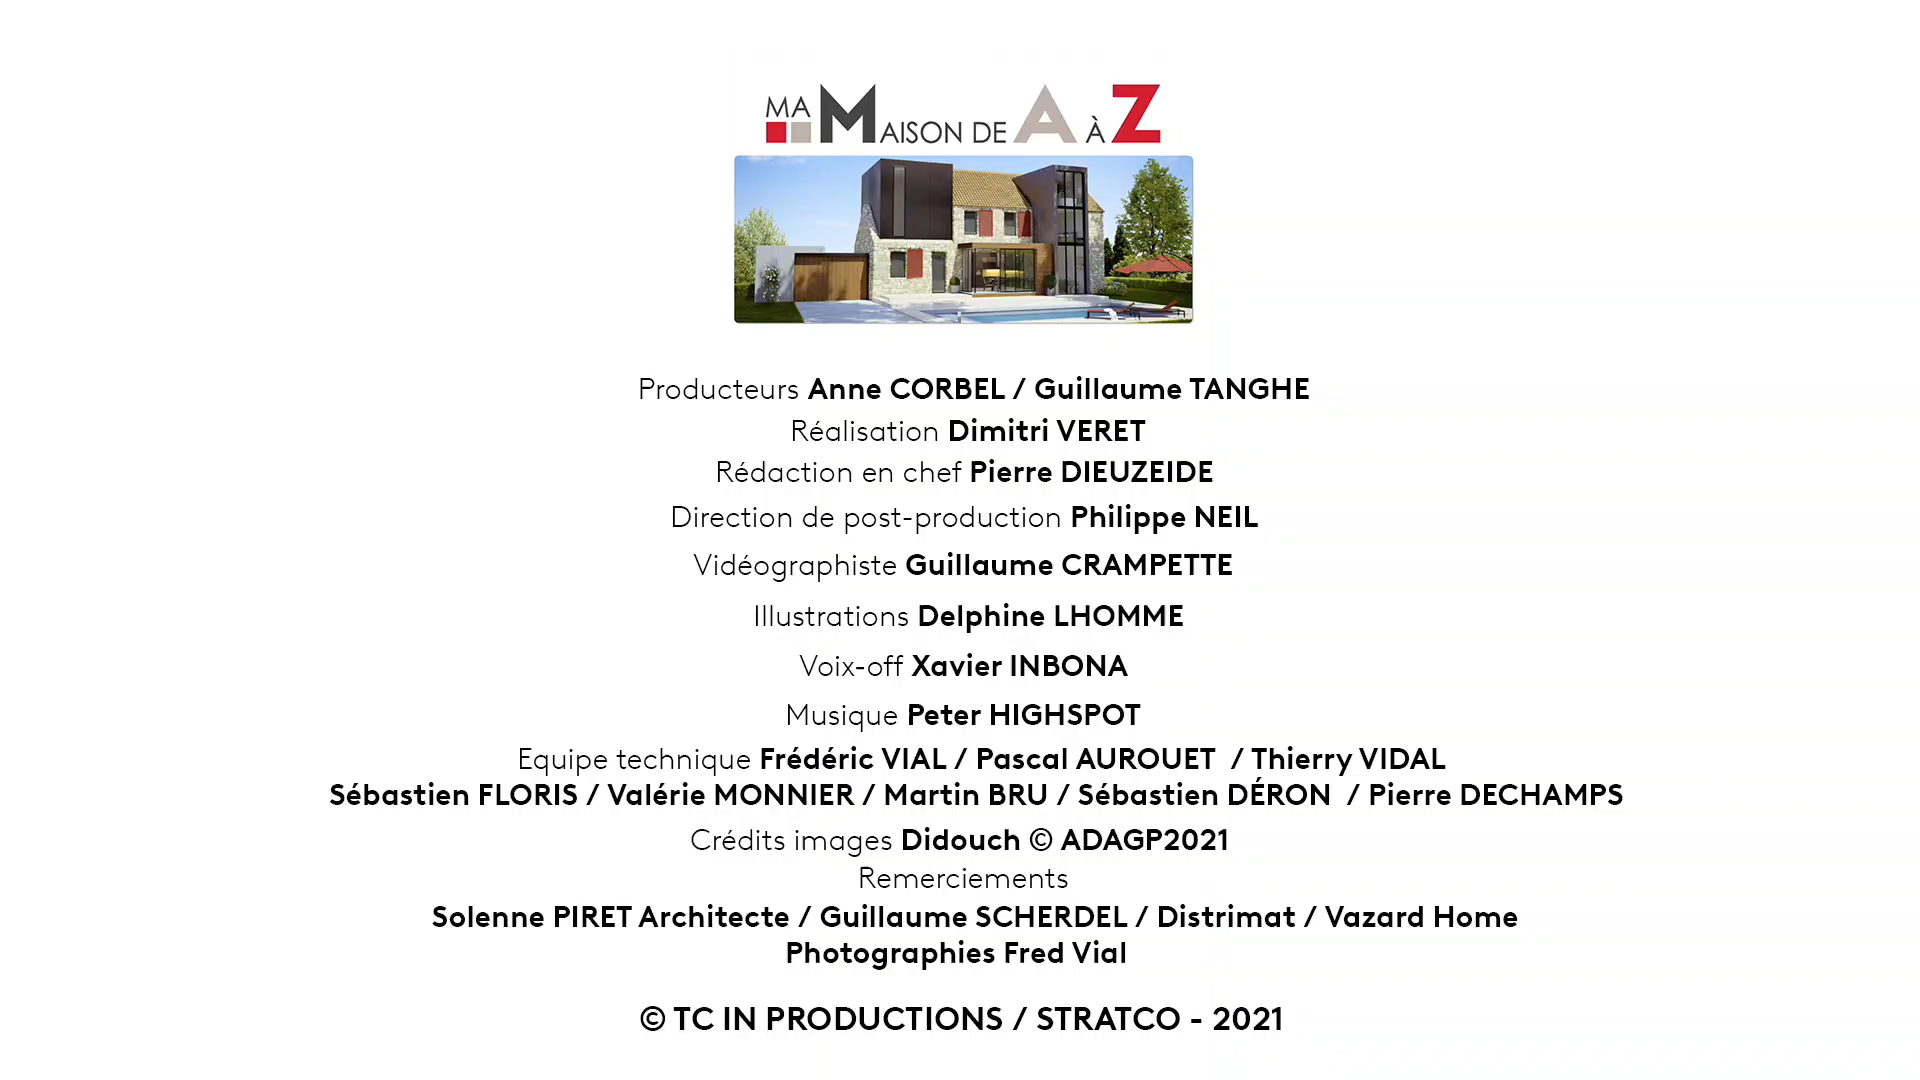 MA MAISON DE A À Z
Producteurs Anne CORBEL / Guillaume TANGHE
Réalisation Dimitri VERET
Rédaction en chef Pierre DIEUZEIDE
Direction de post-production Philippe NEIL
Vidéographiste Guillaume CRAMPETTE
Illustrations Delphine LHOMME
Voix-off Xavier INBONA
Musique Peter HIGHSPOT
Equipe technique Frédéric VIAL / Pascal AUROUET / Thierry VIDAL
Sébastien FLORIS / Valérie MONNIER / Martin BRU / Sébastien DÉRON / Pierre DECHAMPS
Crédits images Didouch © ADAGP2021
Remerciements
Solenne PIRET Architecte / Guillaume SCHERDEL / Distrimat / Vazard Home
Photographies Fred Vial
© TC IN PRODUCTIONS / STRATCO - 2021